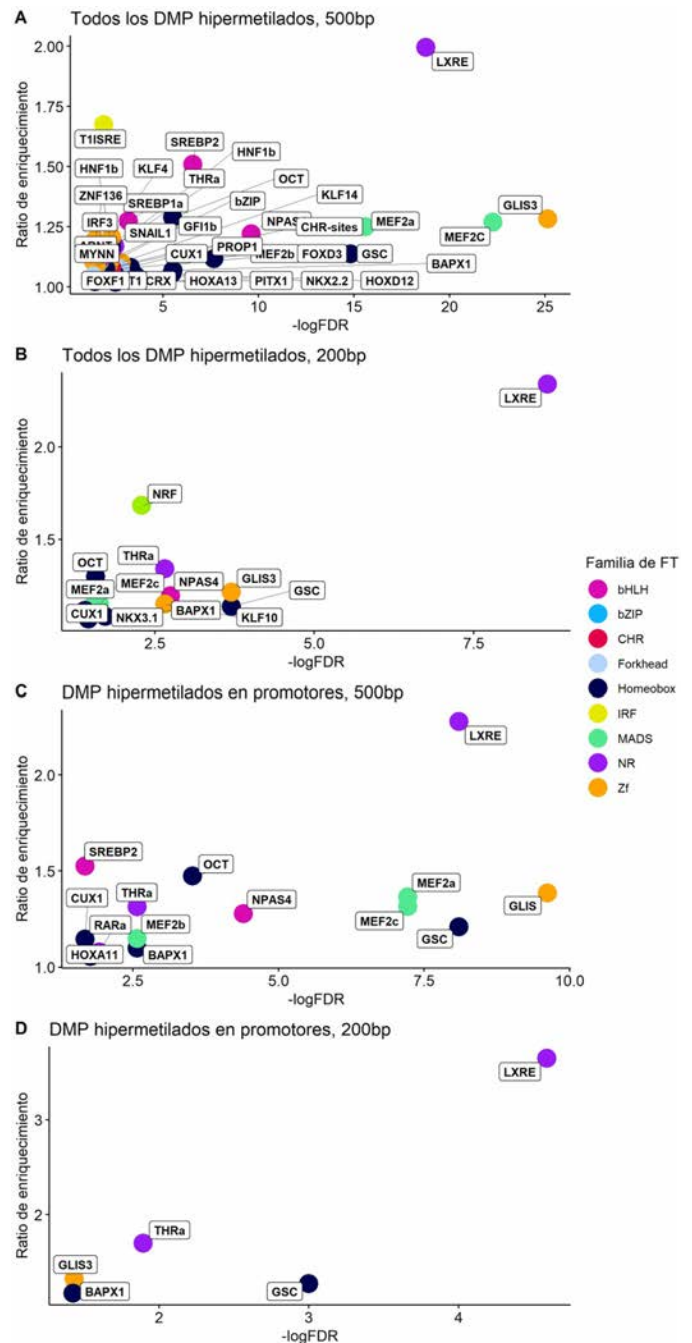 A Todos los DMP hipermetilados, 500bp
Ratio de enriquecimiento
2.00
1.75
1.50
1.25
1.00
LXRE
T1ISRE
SREBP2
HNF1b
HNF1b
KLF4
THRa
OCT
ZNF136
SREBP1a
bZIP
KLF14
GLIS3
IRF3
SNAIL1
GFI1b
NPAS
CHR-sites
MEF2a
MEF2C
MYNN
CUX1
PROP1
MEF2b
FOXD3
GSC
BAPX1
FOXF1
T1
CRX
HOXA13
PITX1
NKX2.2
HOXD12
5
10
15
20
25
-logFDR
B Todos los DMP hipermetilados, 200bp
Ratio de enriquecimiento
2.0
1.5
LXRE
NRF
THRa
OCT
MEF2c
NPAS4
GLIS3
GSC
MEF2a
BAPX1
CUX1
NKX3.1
KLF10
2.5
5.0
7.5
-logFDR
Familia de FT
bHLH
bZIP
CHR
Forkhead
Homeobox
IRF
MADS
NR
Zf
C DMP hipermetilados en promotores, 500bp
Ratio de enriquecimiento
2.0
1.5
1.0
LXRE
SREBP2
OCT
CUX1
THRa
MEF2a
GLIS
NPAS4
RARa
MEF2b
MEF2c
GSC
HOXA11
BAPX1
2.5
5.0
7.5
10.0
-logFDR
D DMP hipermetilados en promotores, 200bp
Ratio de enriquecimiento
3
2
LXRE
THRa
GLIS3
BAPX1
GSC
2
3
4
-logFDR